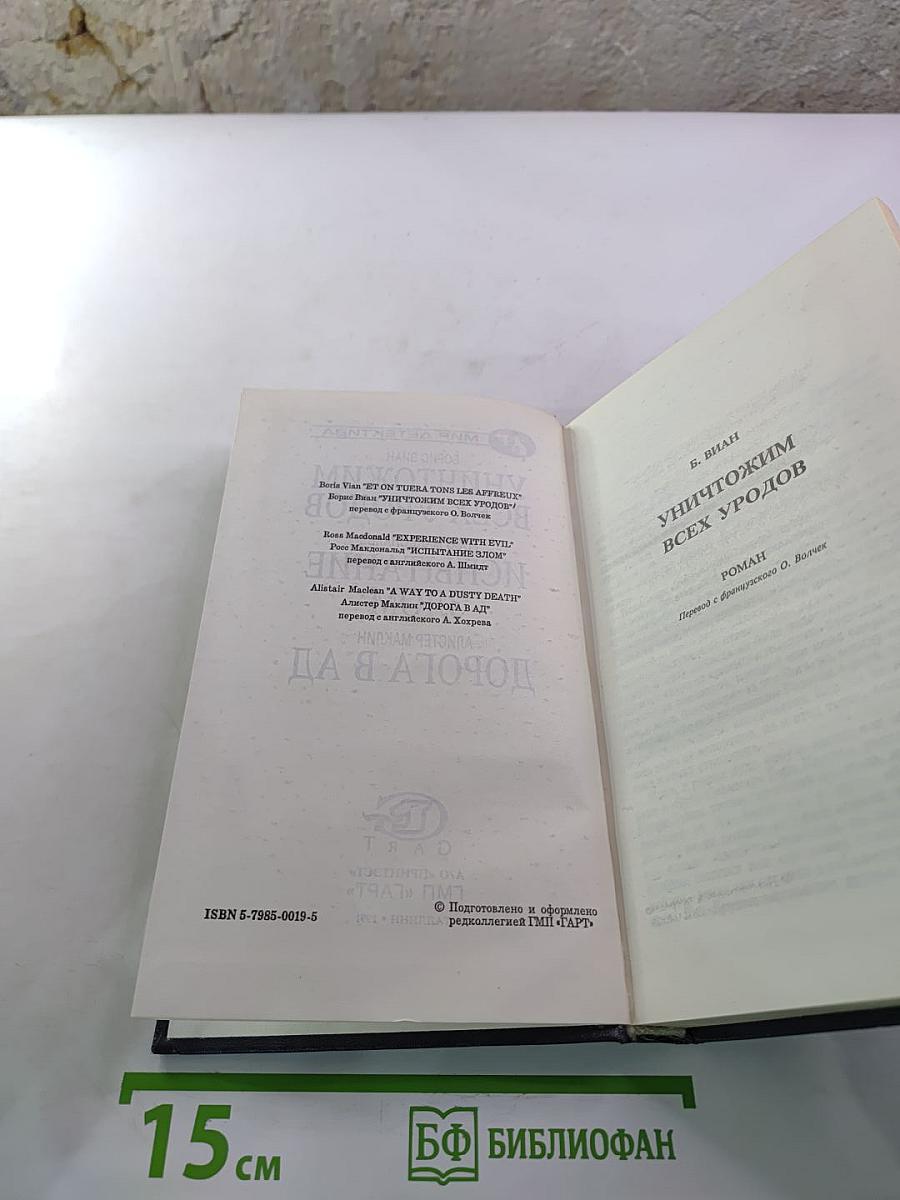 Boris Vian "ET ON TUERA TONS LES AFFREUX"
Борис Виан "УНИЧТОЖИМ ВСЕХ УРОДОВ"/
перевод с французского О. Волчек
Ross Macdonald "EXPERIENCE WITH EVIL"
Росс Макдональд "ИСПЫТАНИЕ ЗЛОМ"
перевод с английского А. Шмидт
Alistair Maclean "A WAY TO A DUSTY DEATH"
Алистер Маклин "ДОРОГА В АД"
перевод с английского А. Хохрева
ISBN 5-7985-0019-5
© Подготовлено и оформлено
редколлегией ГМП «ГАРТ»
Б. ВИАН
УНИЧТОЖИМ
ВСЕХ УРОДОВ
РОМАН
Перевод с французского О. Волчек
15 см
БФ БИБЛИОФАН